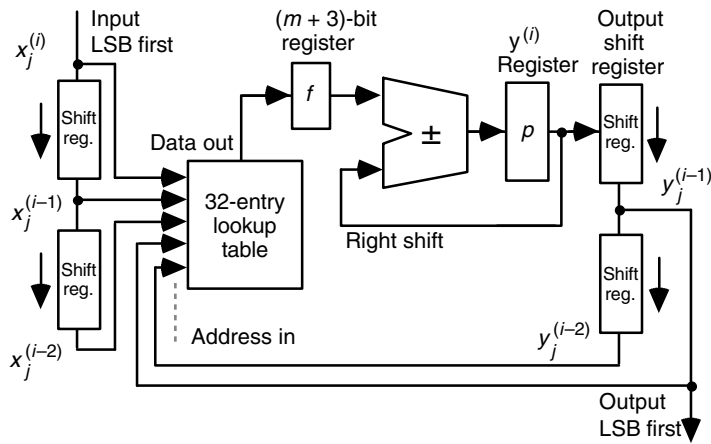 Input
LSB first
x_j^(i)
Shift
reg.
x_j^(i–1)
Shift
reg.
x_j^(i–2)
(m + 3)-bit
register
f
Data out
32-entry
lookup
table
Address in
±
Right shift
y^(i)
Register
p
Output
shift
register
Shift
reg.
y_j^(i–1)
Shift
reg.
y_j^(i–2)
Output
LSB first